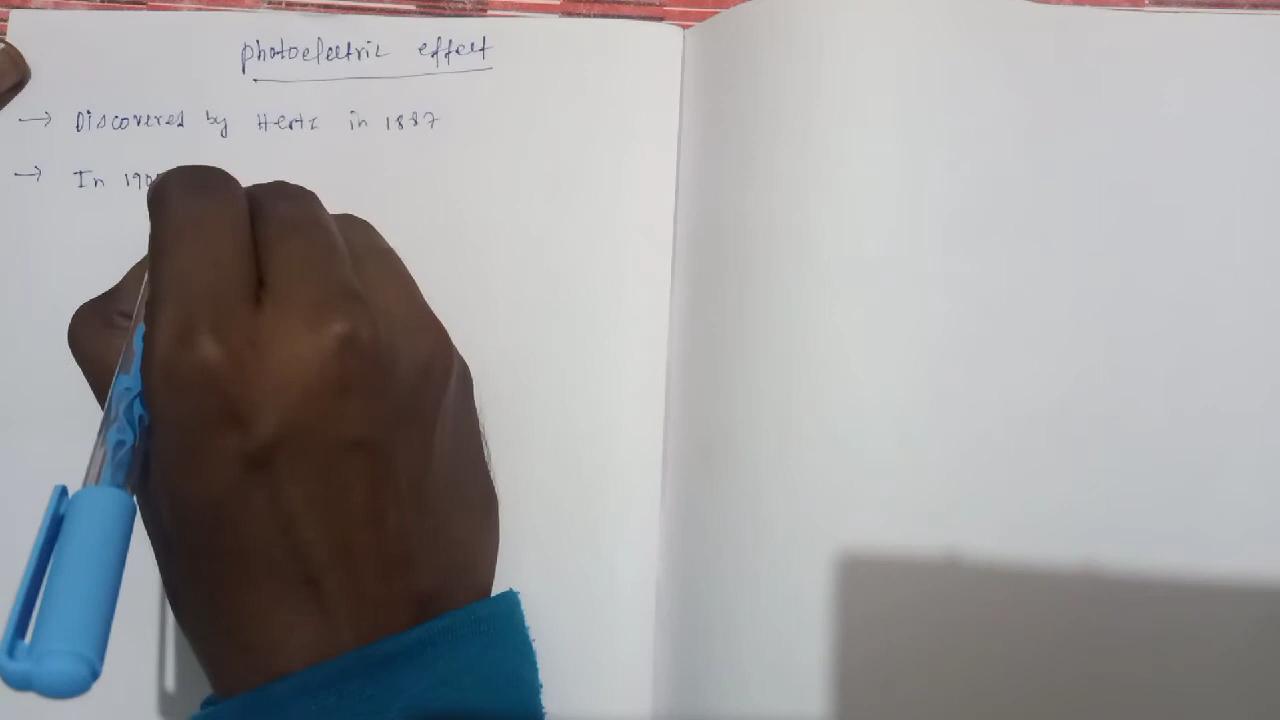 photoelectric effect
→ Discovered by Hertz in 1887
→ In